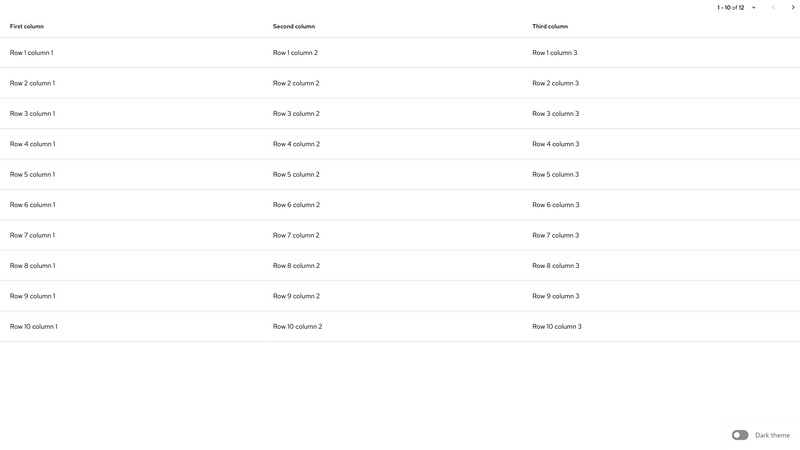 1 - 10 of 12
First column Second column Third column
Row 1 column 1 Row 1 column 2 Row 1 column 3
Row 2 column 1 Row 2 column 2 Row 2 column 3
Row 3 column 1 Row 3 column 2 Row 3 column 3
Row 4 column 1 Row 4 column 2 Row 4 column 3
Row 5 column 1 Row 5 column 2 Row 5 column 3
Row 6 column 1 Row 6 column 2 Row 6 column 3
Row 7 column 1 Row 7 column 2 Row 7 column 3
Row 8 column 1 Row 8 column 2 Row 8 column 3
Row 9 column 1 Row 9 column 2 Row 9 column 3
Row 10 column 1 Row 10 column 2 Row 10 column 3
Dark theme